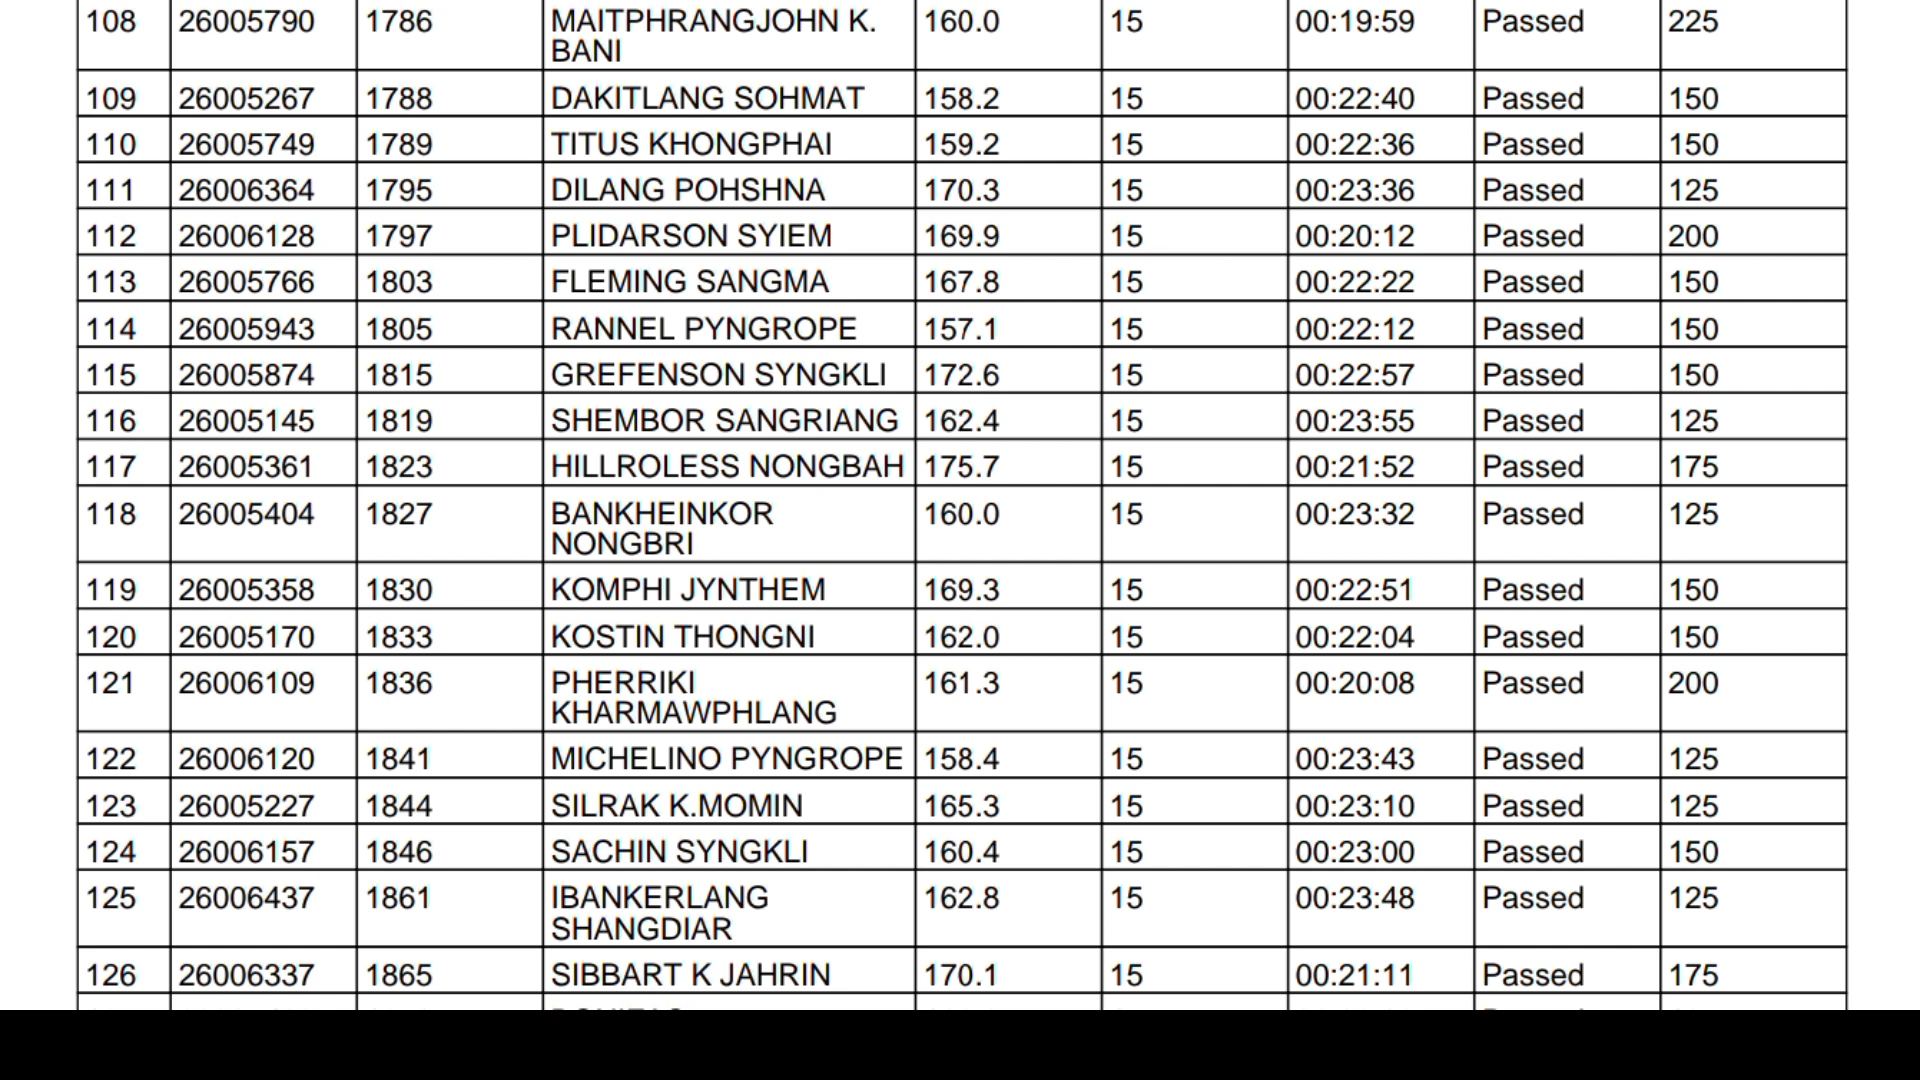 108 26005790 1786 MAITPHRANGJOHN K. 160.0 15 00:19:59 Passed 225
BANI
109 26005267 1788 DAKITLANG SOHMAT 158.2 15 00:22:40 Passed 150
110 26005749 1789 TITUS KHONGPHAI 159.2 15 00:22:36 Passed 150
111 26006364 1795 DILANG POHSHNA 170.3 15 00:23:36 Passed 125
112 26006128 1797 PLIDARSON SYIEM 169.9 15 00:20:12 Passed 200
113 26005766 1803 FLEMING SANGMA 167.8 15 00:22:22 Passed 150
114 26005943 1805 RANNEL PYNGROPE 157.1 15 00:22:12 Passed 150
115 26005874 1815 GREFENSON SYNGKLI 172.6 15 00:22:57 Passed 150
116 26005145 1819 SHEMBOR SANGRIANG 162.4 15 00:23:55 Passed 125
117 26005361 1823 HILLROLESS NONGBAH 175.7 15 00:21:52 Passed 175
118 26005404 1827 BANKHEINKOR 160.0 15 00:23:32 Passed 125
NONGBRI
119 26005358 1830 KOMPHI JYNTHEM 169.3 15 00:22:51 Passed 150
120 26005170 1833 KOSTIN THONGNI 162.0 15 00:22:04 Passed 150
121 26006109 1836 PHERRIKI 161.3 15 00:20:08 Passed 200
KHARMAWPHLANG
122 26006120 1841 MICHELINO PYNGROPE 158.4 15 00:23:43 Passed 125
123 26005227 1844 SILRAK K.MOMIN 165.3 15 00:23:10 Passed 125
124 26006157 1846 SACHIN SYNGKLI 160.4 15 00:23:00 Passed 150
125 26006437 1861 IBANKERLANG 162.8 15 00:23:48 Passed 125
SHANGDIAR
126 26006337 1865 SIBBART K JAHRIN 170.1 15 00:21:11 Passed 175